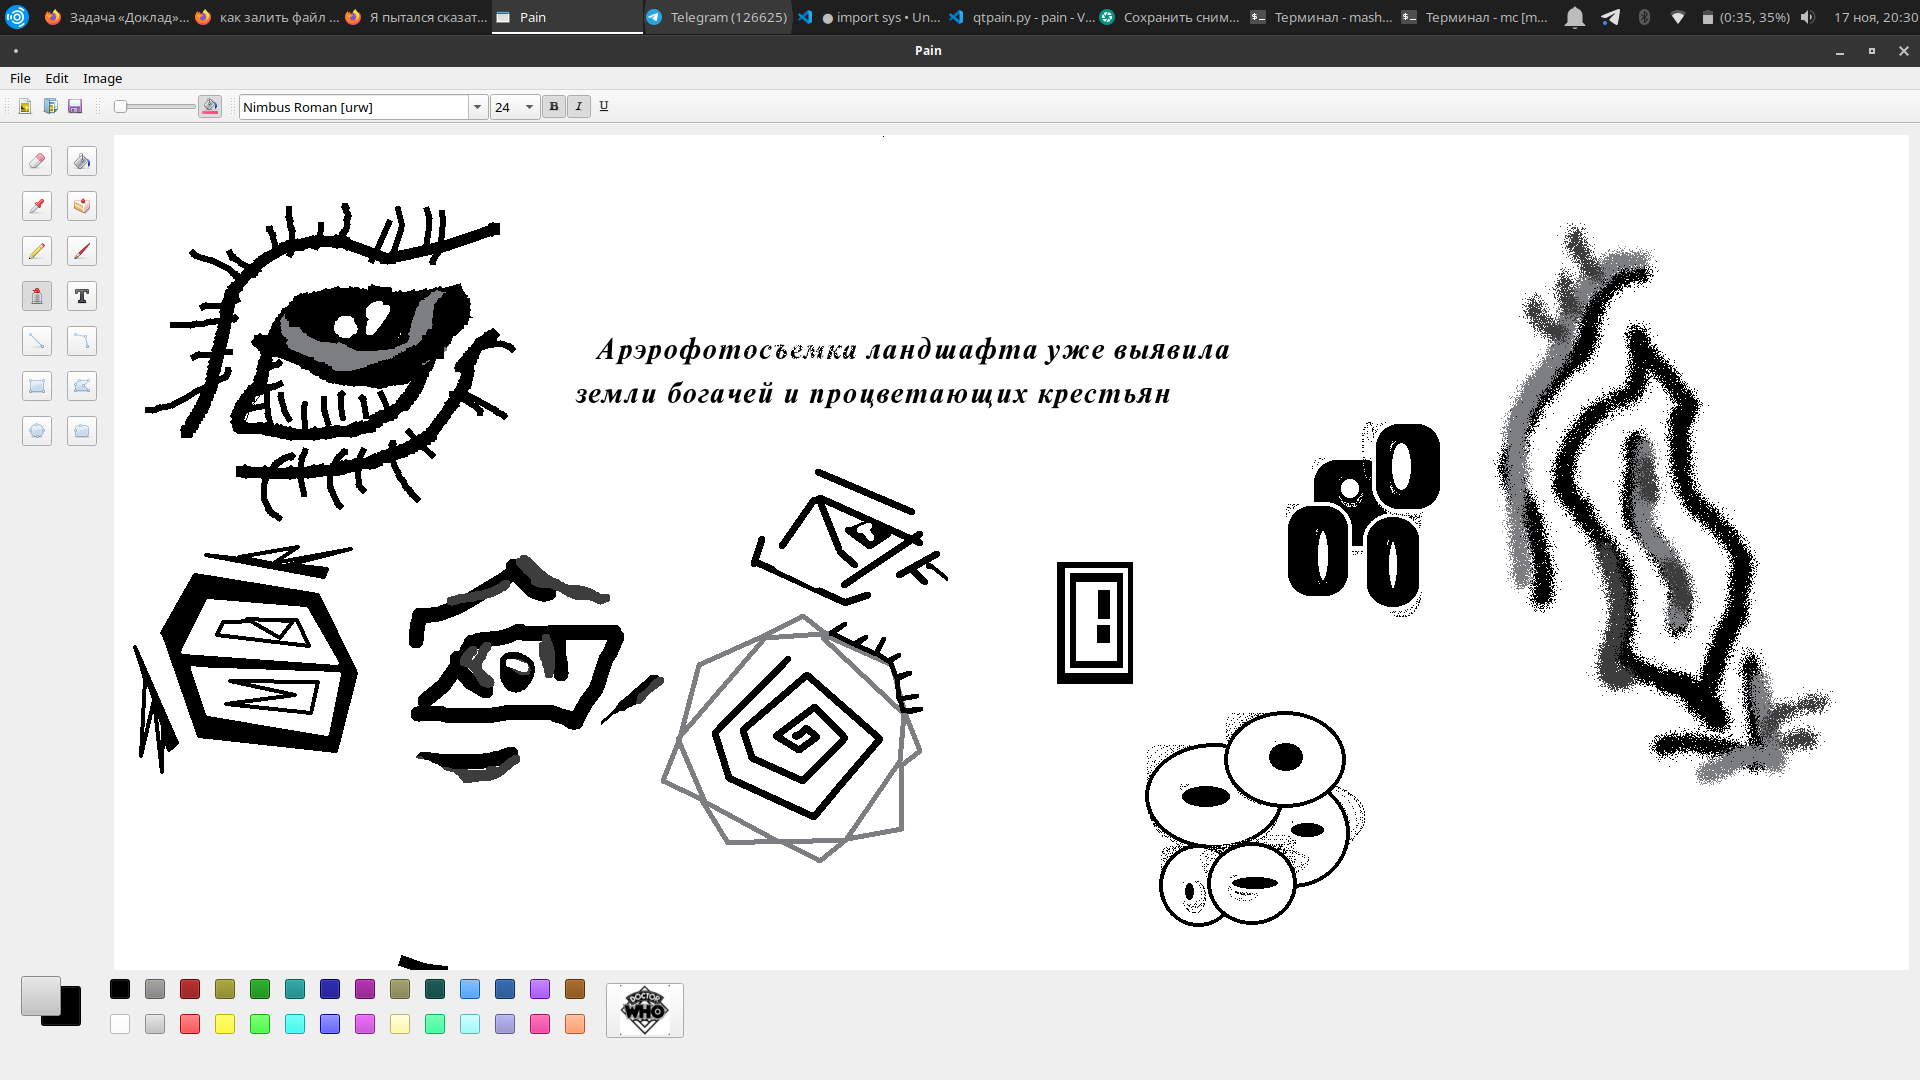 Задача «Доклад»...
как залить файл ...
Я пытался сказат...
Pain
Telegram (126625)
● import sys • Un...
qtpain.py - pain - V...
Сохранить сним...
Терминал - mash...
Терминал - mc [m...
(0:35, 35%)
17 ноя, 20:30
Pain
File Edit Image
Nimbus Roman [urw] 24 B I U
T
Арэрофотосъемка ландшафта уже выявила
земли богачей и процветающих крестьян
DOCTOR
WHO